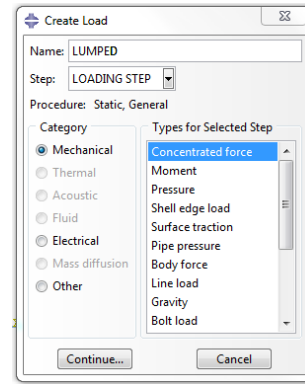 Create Load
Name: LUMPED
Step: LOADING STEP
Procedure: Static, General
Category
Mechanical
Thermal
Acoustic
Fluid
Electrical
Mass diffusion
Other
Types for Selected Step
Concentrated force
Moment
Pressure
Shell edge load
Surface traction
Pipe pressure
Body force
Line load
Gravity
Bolt load
Continue...
Cancel